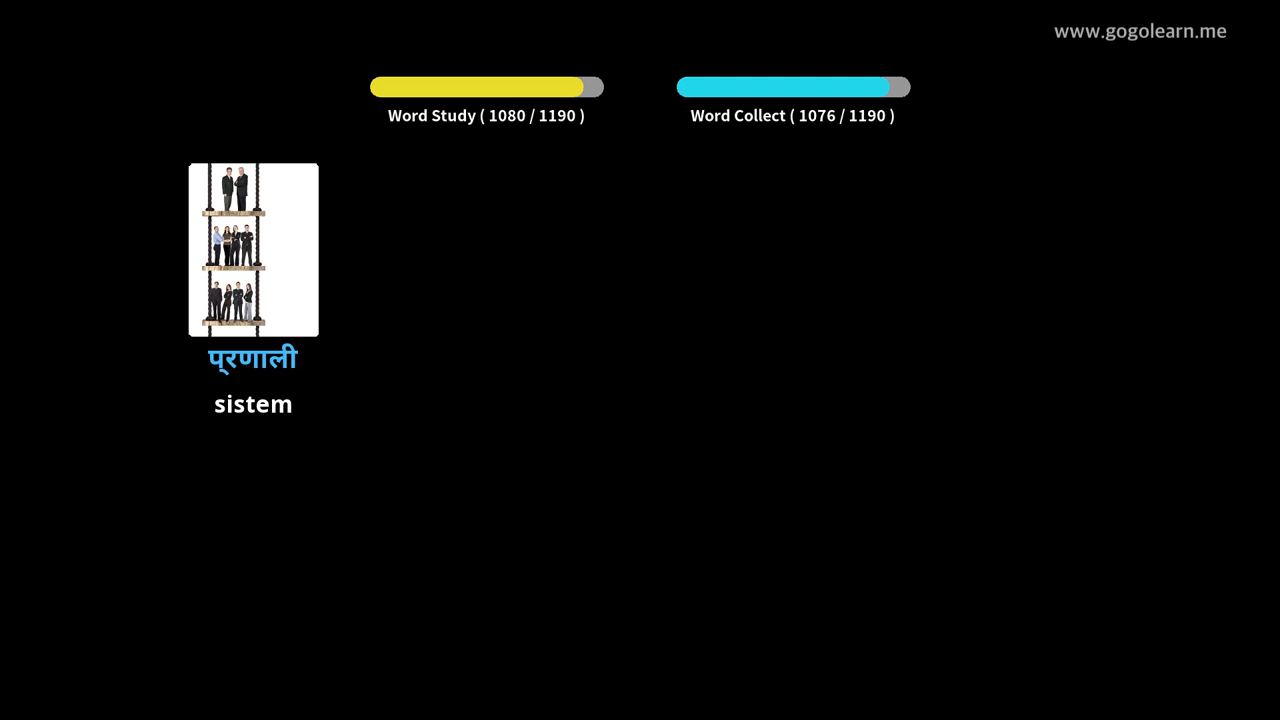 www.gogolearn.me
Word Study ( 1080 / 1190 )
Word Collect ( 1076 / 1190 )
प्रणाली
sistem